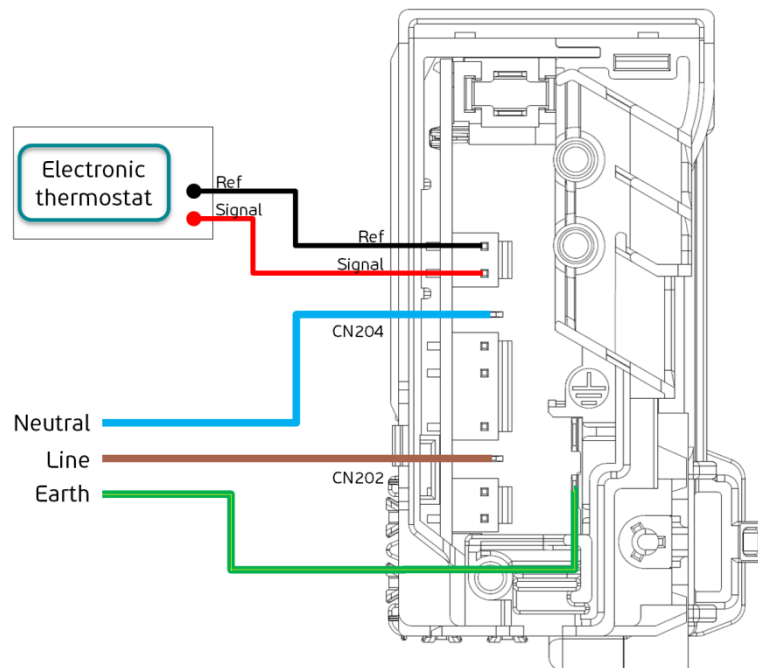 Electronic
thermostat
Ref
Signal
Ref
Signal
CN204
Neutral
Line
CN202
Earth